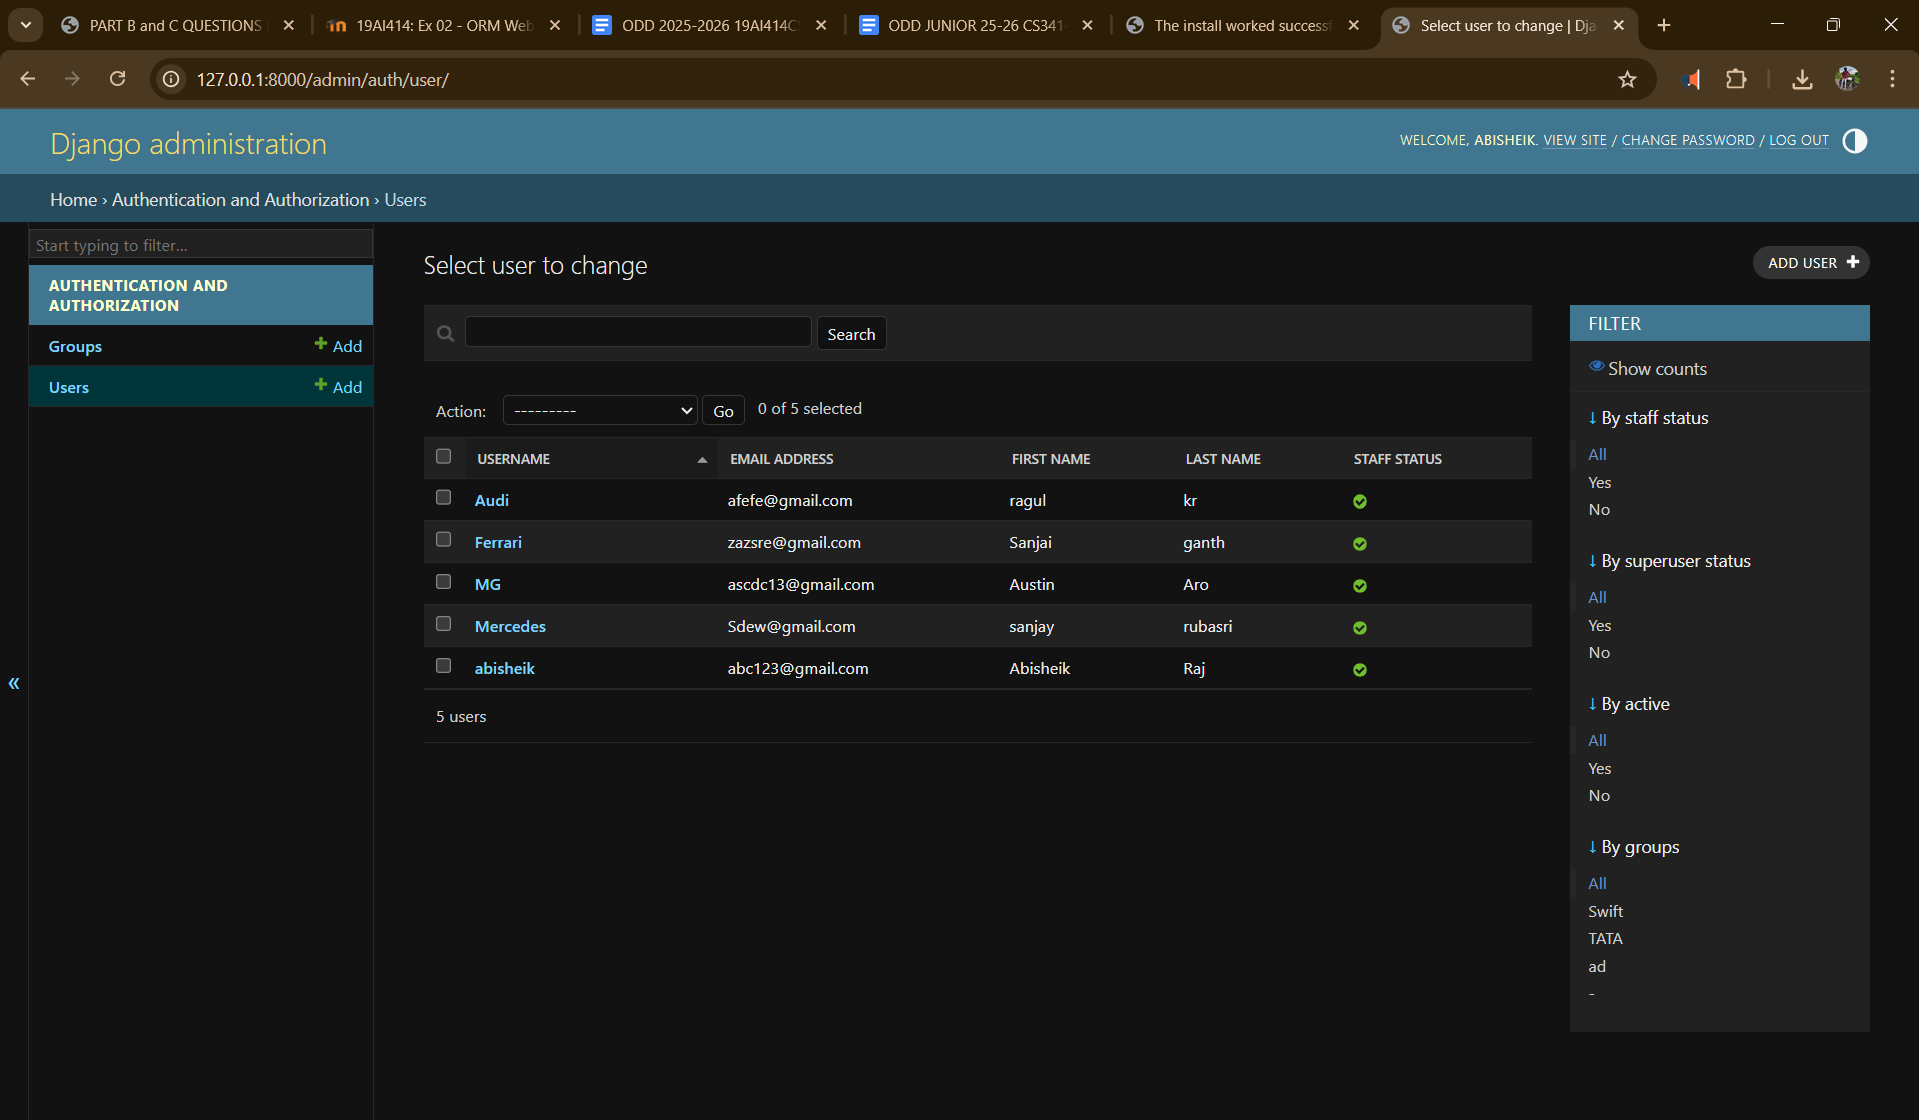 PART B and C QUESTIONS
19AI414: Ex 02 - ORM Web
ODD 2025-2026 19AI414C
ODD JUNIOR 25-26 CS341
The install worked success
Select user to change | Dja
127.0.0.1:8000/admin/auth/user/
Django administration
WELCOME, ABISHEIK. VIEW SITE / CHANGE PASSWORD / LOG OUT
Home › Authentication and Authorization › Users
Start typing to filter...
AUTHENTICATION AND
AUTHORIZATION
Groups + Add
Users + Add
«
Select user to change
ADD USER +
Search
Action: --------- Go 0 of 5 selected
USERNAME EMAIL ADDRESS FIRST NAME LAST NAME STAFF STATUS
Audi afefe@gmail.com ragul kr
Ferrari zazsre@gmail.com Sanjai ganth
MG ascdc13@gmail.com Austin Aro
Mercedes Sdew@gmail.com sanjay rubasri
abisheik abc123@gmail.com Abisheik Raj
5 users
FILTER
Show counts
↓ By staff status
All
Yes
No
↓ By superuser status
All
Yes
No
↓ By active
All
Yes
No
↓ By groups
All
Swift
TATA
ad
-